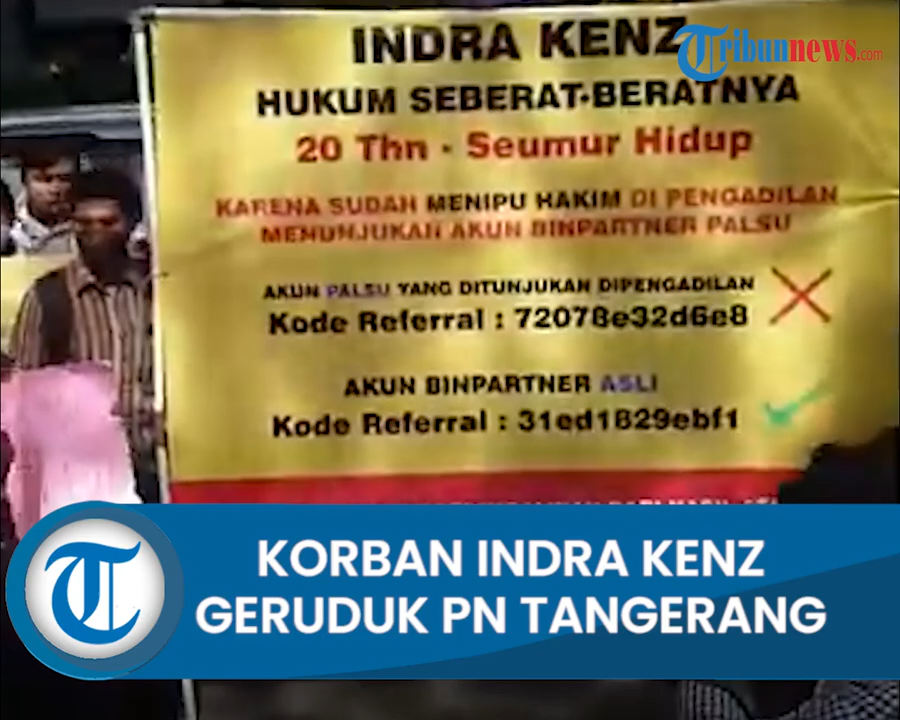 INDRA KENZ
Tribunnews.com
HUKUM SEBERAT-BERATNYA
20 Thn - Seumur Hidup
KARENA SUDAH MENIPU HAKIM DI PENGADILAN
MENUNJUKAN AKUN BINPARTNER PALSU
AKUN PALSU YANG DITUNJUKAN DIPENGADILAN
Kode Referral : 72078e32d6e8
AKUN BINPARTNER ASLI
Kode Referral : 31ed1829ebf1
KORBAN INDRA KENZ
GERUDUK PN TANGERANG